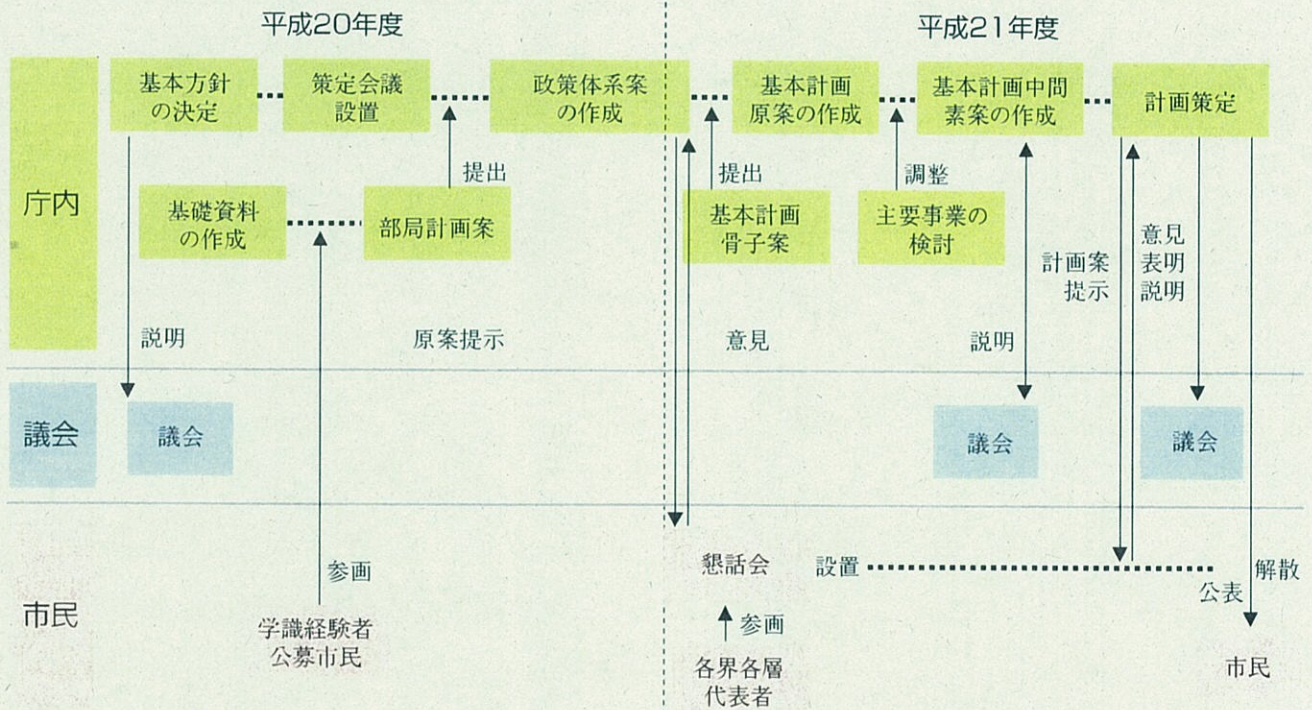 平成20年度
平成21年度
庁内
基本方針
の決定
策定会議
設置
政策体系案
の作成
基本計画
原案の作成
基本計画中間
素案の作成
計画策定
提出
提出
調整
基礎資料
の作成
部局計画案
基本計画
骨子案
主要事業の
検討
計画案
提示
意見
表明
説明
説明
原案提示
意見
説明
議会
議会
議会
議会
市民
参画
学識経験者
公募市民
懇話会
設置
解散
公表
参画
各界各層
代表者
市民